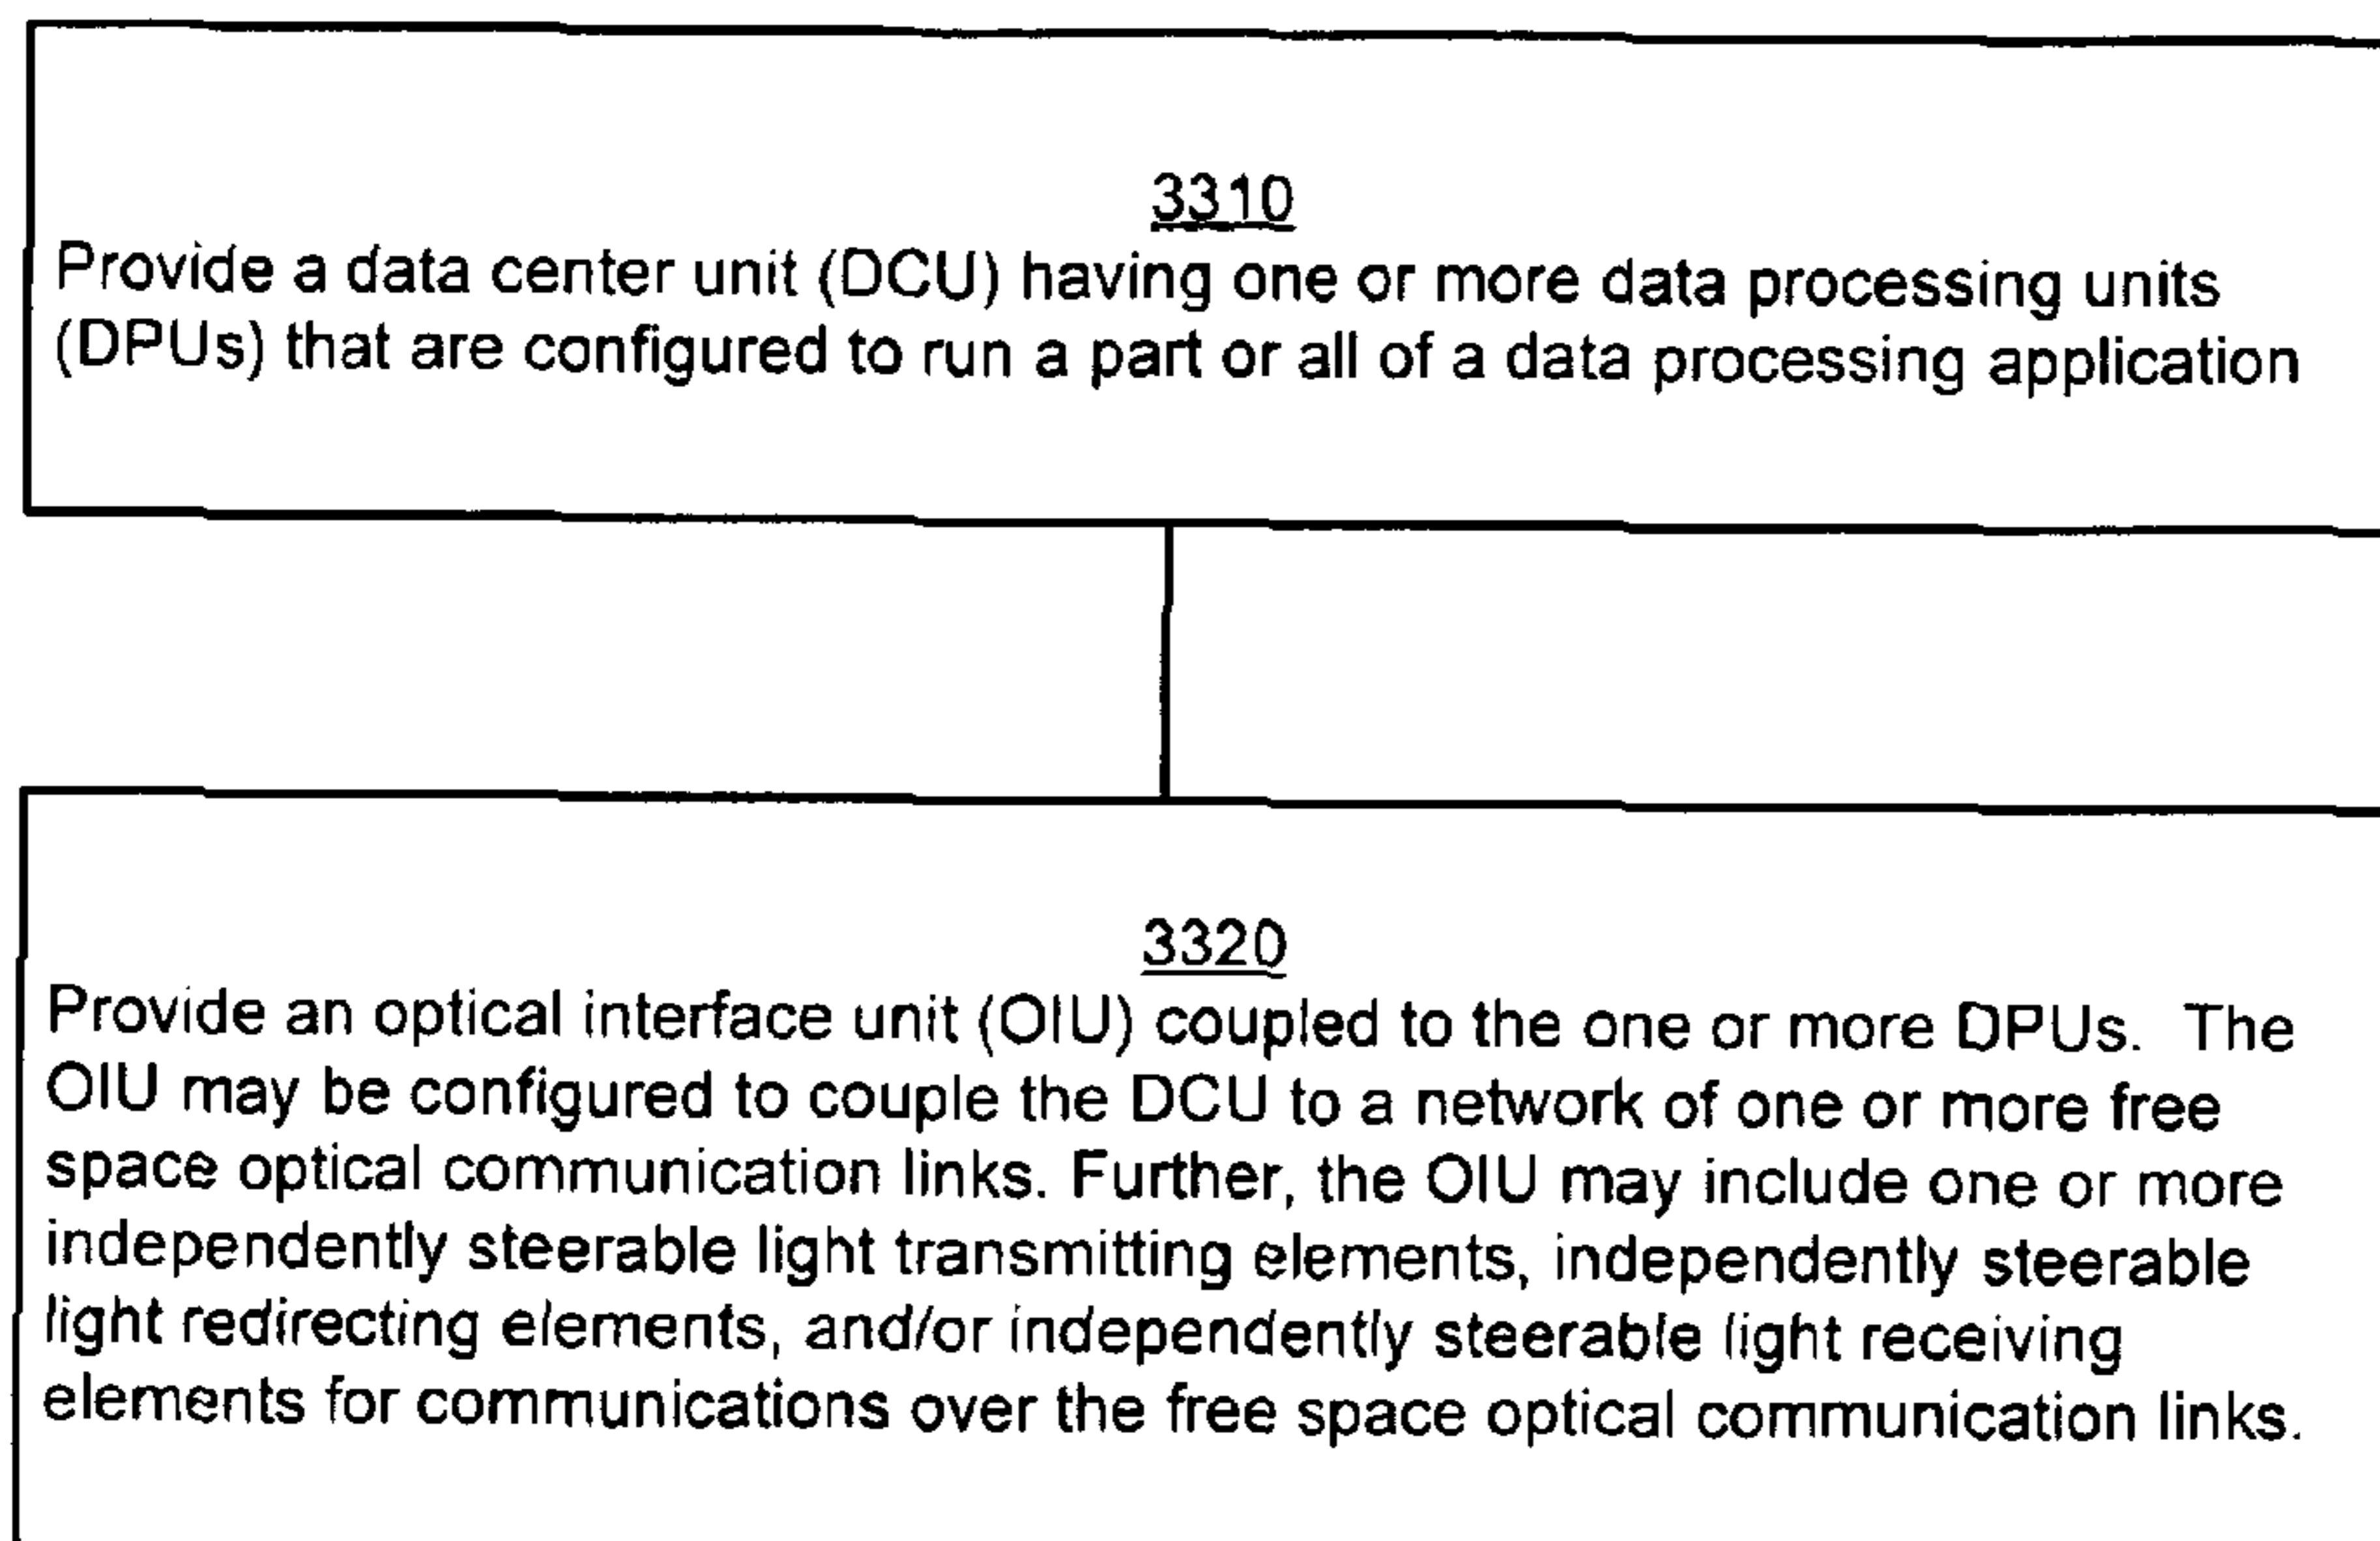 3310
Provide a data center unit (DCU) having one or more data processing units
(DPUs) that are configured to run a part or all of a data processing application
3320
Provide an optical interface unit (OIU) coupled to the one or more DPUs. The
OIU may be configured to couple the DCU to a network of one or more free
space optical communication links. Further, the OIU may include one or more
independently steerable light transmitting elements, independently steerable
light redirecting elements, and/or independently steerable light receiving
elements for communications over the free space optical communication links.